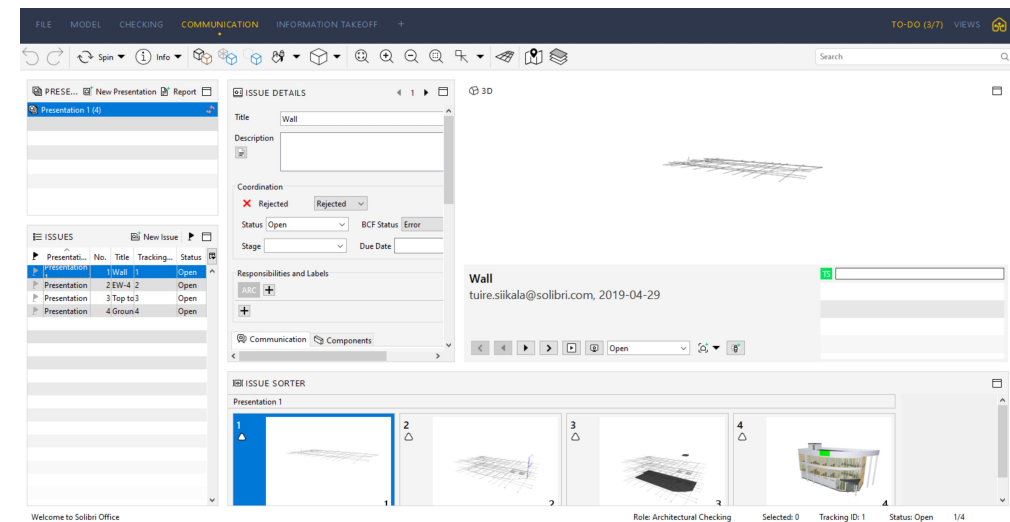 FILE MODEL CHECKING COMMUNICATION INFORMATION TAKEOFF + TO-DO (3/7) VIEWS
Spin Info Search
PRESE... New Presentation Report
Presentation 1 (4)
ISSUES New Issue
Presentati... No. Title Tracking... Status
Presentation 1 1 Wall 1 Open
Presentation 2 EW-4 2 Open
Presentation 3 Top to 3 Open
Presentation 4 Groun 4 Open
ISSUE DETAILS 1
Title Wall
Description
Coordination
Rejected Rejected
Status Open BCF Status Error
Stage Due Date
Responsibilities and Labels
ARC +
+
Communication Components
3D
Wall
tuire.siikala@solibri.com, 2019-04-29
TS
Open
ISSUE SORTER
Presentation 1
1 2 3 4
1 2 3 4
Welcome to Solibri Office Role: Architectural Checking Selected: 0 Tracking ID: 1 Status: Open 1/4